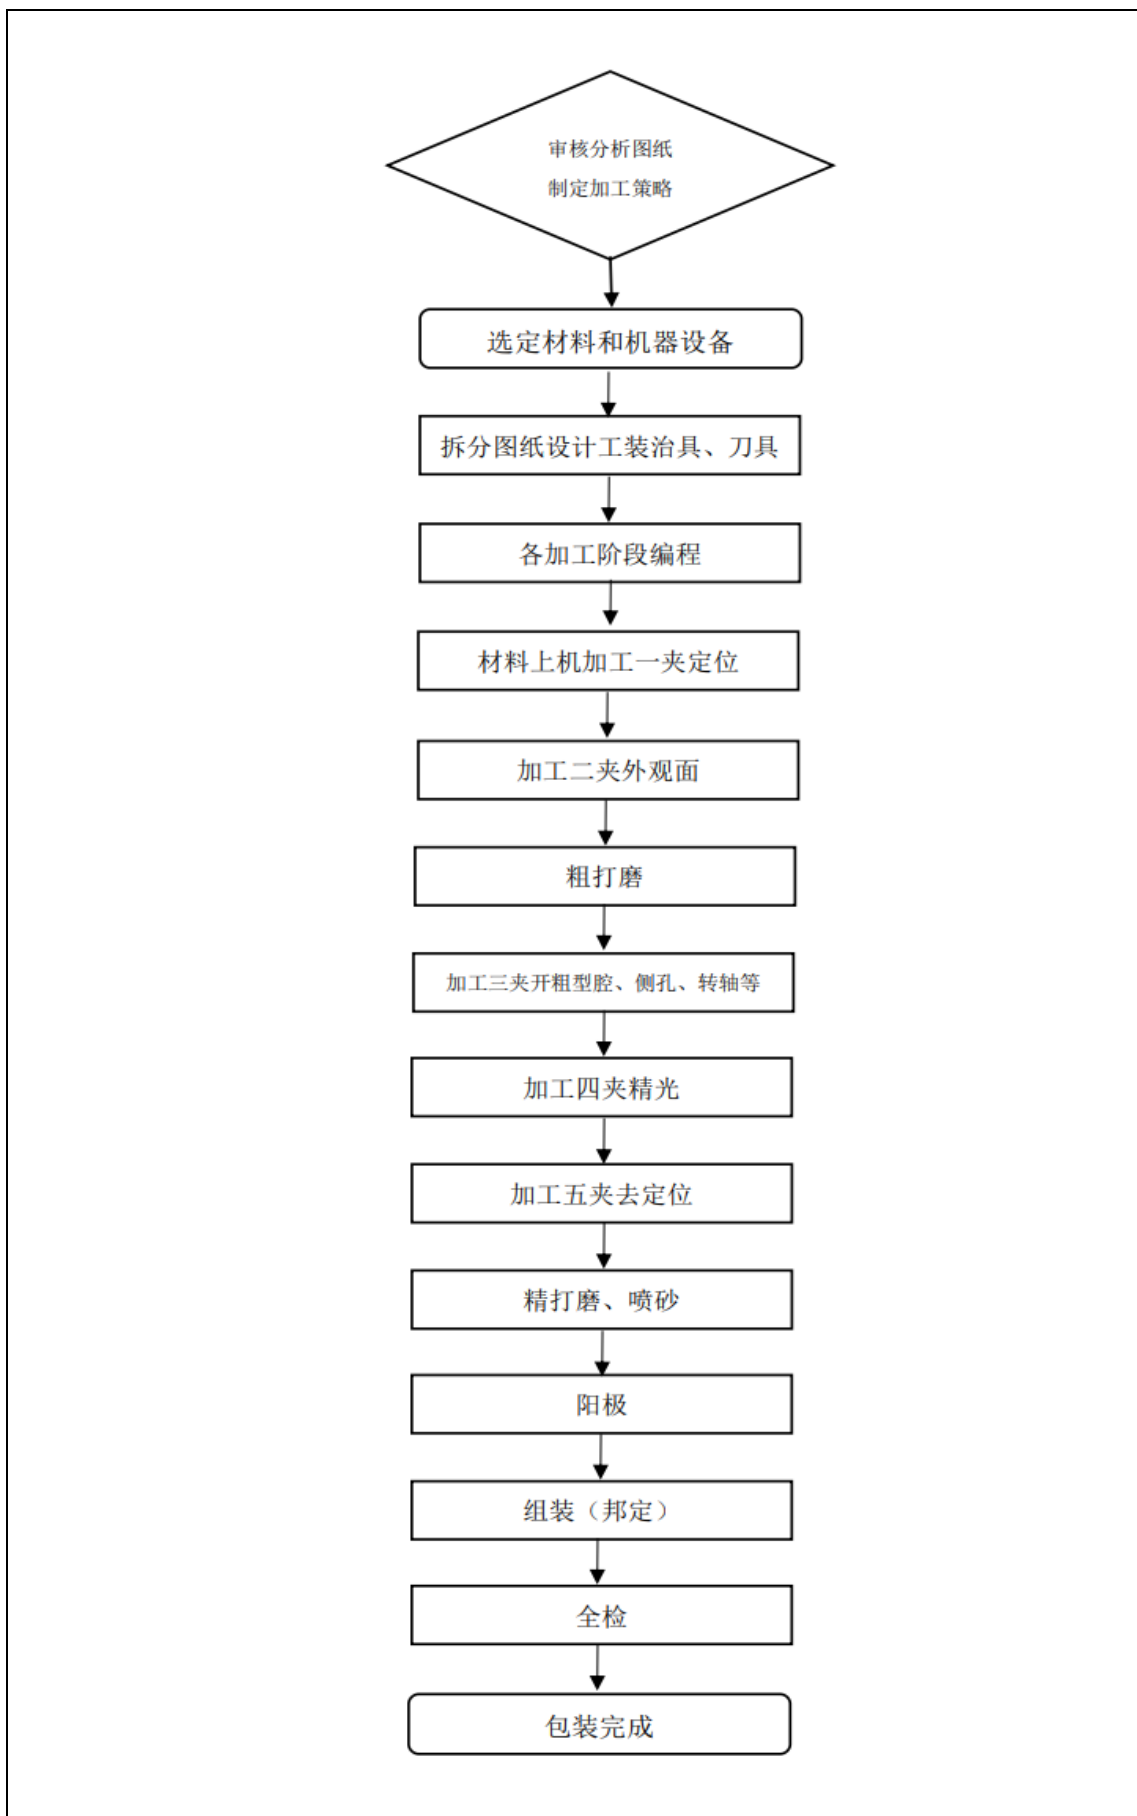 审核分析图纸
制定加工策略
选定材料和机器设备
拆分图纸设计工装治具、刀具
各加工阶段编程
材料上机加工一夹定位
加工二夹外观面
粗打磨
加工三夹开粗型腔、侧孔、转轴等
加工四夹精光
加工五夹去定位
精打磨、喷砂
阳极
组装（邦定）
全检
包装完成